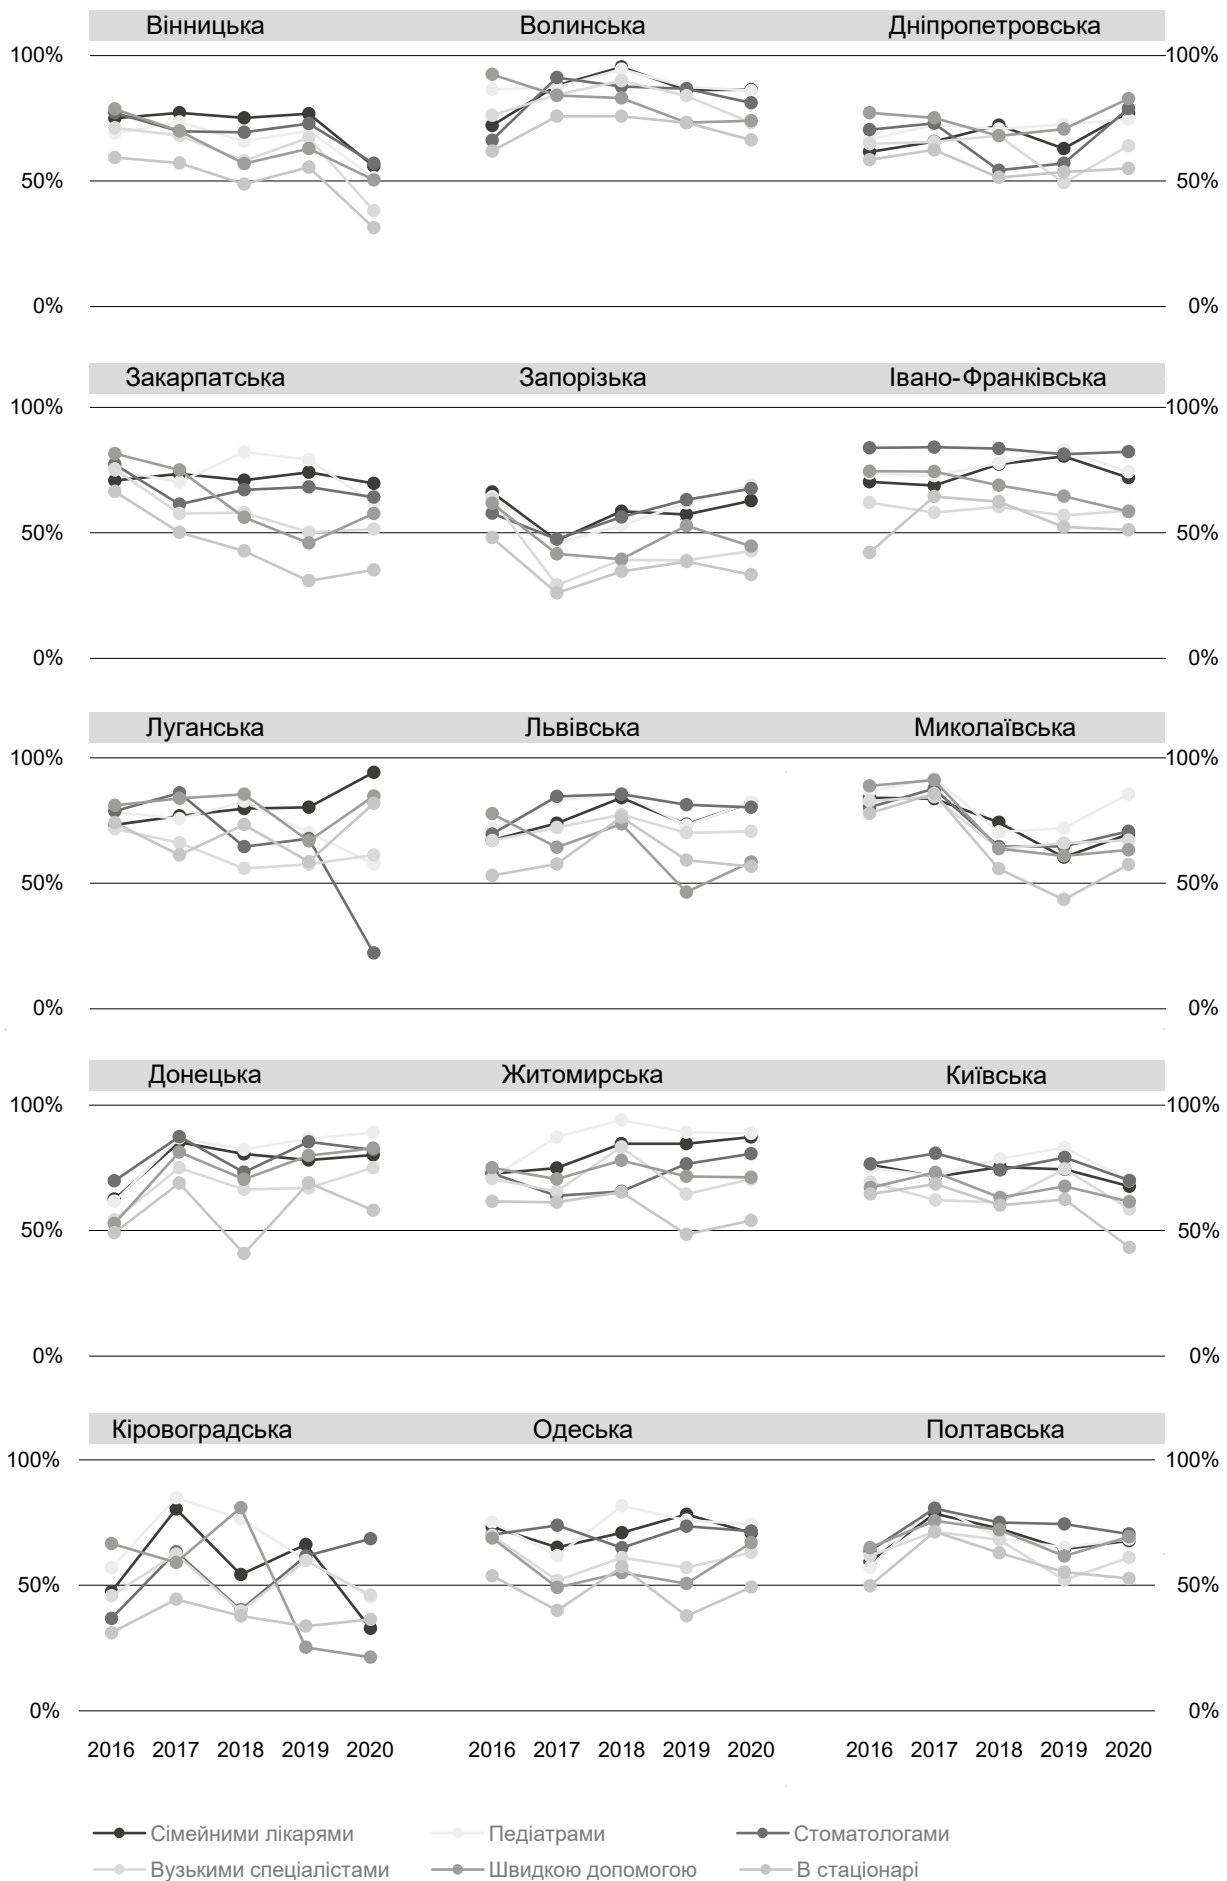 Вінницька Волинська Дніпропетровська
100% 100%
50% 50%
0% 0%
Закарпатська Запорізька Івано-Франківська
100% 100%
50% 50%
0% 0%
Луганська Львівська Миколаївська
100% 100%
50% 50%
0% 0%
Донецька Житомирська Київська
100% 100%
50% 50%
0% 0%
Кіровоградська Одеська Полтавська
100% 100%
50% 50%
0% 0%
2016 2017 2018 2019 2020 2016 2017 2018 2019 2020 2016 2017 2018 2019 2020
Сімейними лікарями Педіатрами Стоматологами
Вузькими спеціалістами Швидкою допомогою В стаціонарі